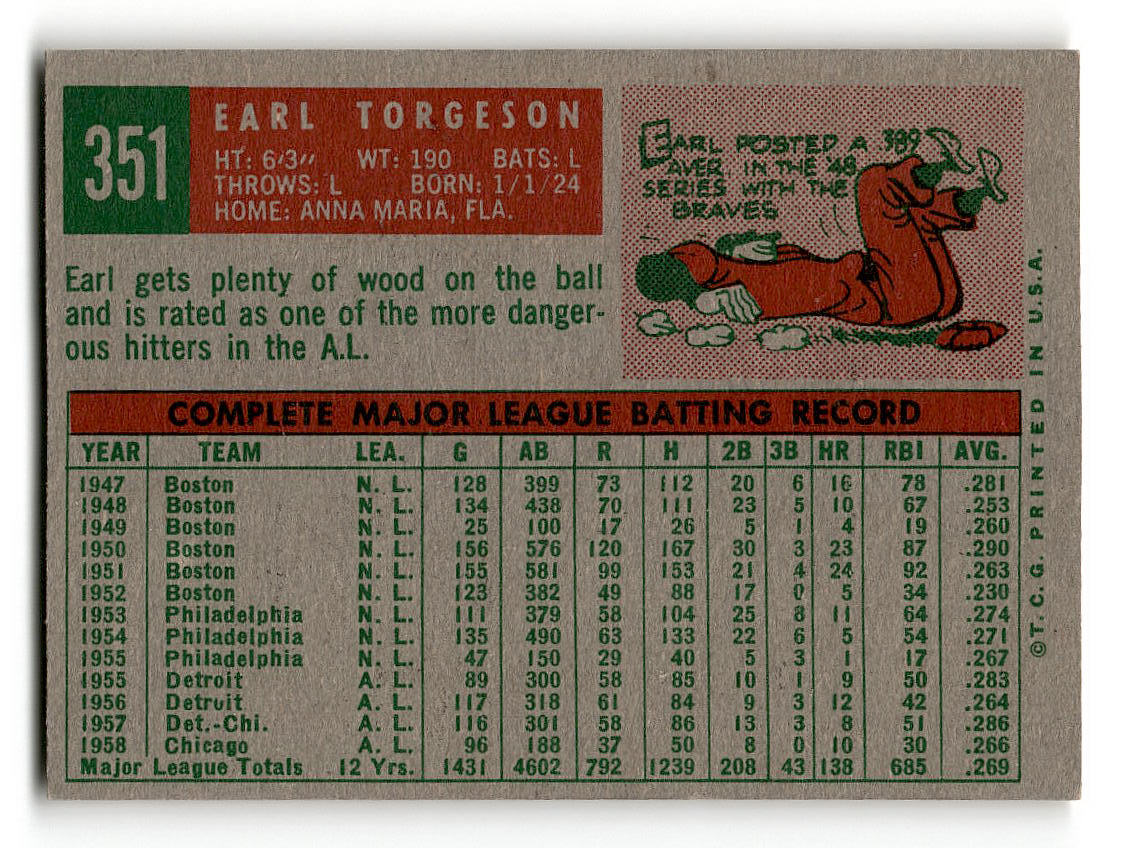 351
EARL TORGESON
HT: 6'3" WT: 190 BATS: L
THROWS: L BORN: 1/1/24
HOME: ANNA MARIA, FLA.
EARL POSTED A .389
AVER IN THE '48
SERIES WITH THE
BRAVES
Earl gets plenty of wood on the ball
and is rated as one of the more danger-
ous hitters in the A.L.
COMPLETE MAJOR LEAGUE BATTING RECORD
YEAR TEAM LEA. G AB R H 2B 3B HR RBI AVG.
1947 Boston N. L. 128 399 73 112 20 6 16 78 .281
1948 Boston N. L. 134 438 70 111 23 5 10 67 .253
1949 Boston N. L. 25 100 17 26 5 1 4 19 .260
1950 Boston N. L. 156 576 120 167 30 3 23 87 .290
1951 Boston N. L. 155 581 99 153 21 4 24 92 .263
1952 Boston N. L. 123 382 49 88 17 0 5 34 .230
1953 Philadelphia N. L. 111 379 58 104 25 8 11 64 .274
1954 Philadelphia N. L. 135 490 63 133 22 6 5 54 .271
1955 Philadelphia N. L. 47 150 29 40 5 3 1 17 .267
1955 Detroit A. L. 89 300 58 85 10 1 9 50 .283
1956 Detroit A. L. 117 318 61 84 9 3 12 42 .264
1957 Det.-Chi. A. L. 116 301 58 86 13 3 8 51 .286
1958 Chicago A. L. 96 188 37 50 8 0 10 30 .266
Major League Totals 12 Yrs. 1431 4602 792 1239 208 43 138 685 .269
©T. C. G. PRINTED IN U.S.A.